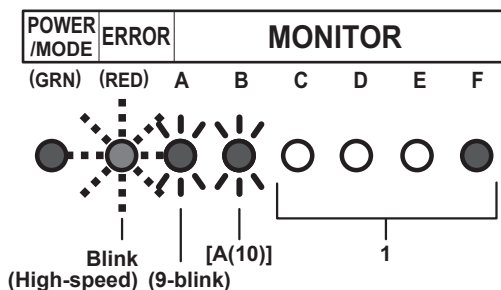 POWER
/MODE ERROR MONITOR
(GRN) (RED) A B C D E F
Blink
(High-speed) (9-blink) [A(10)] 1